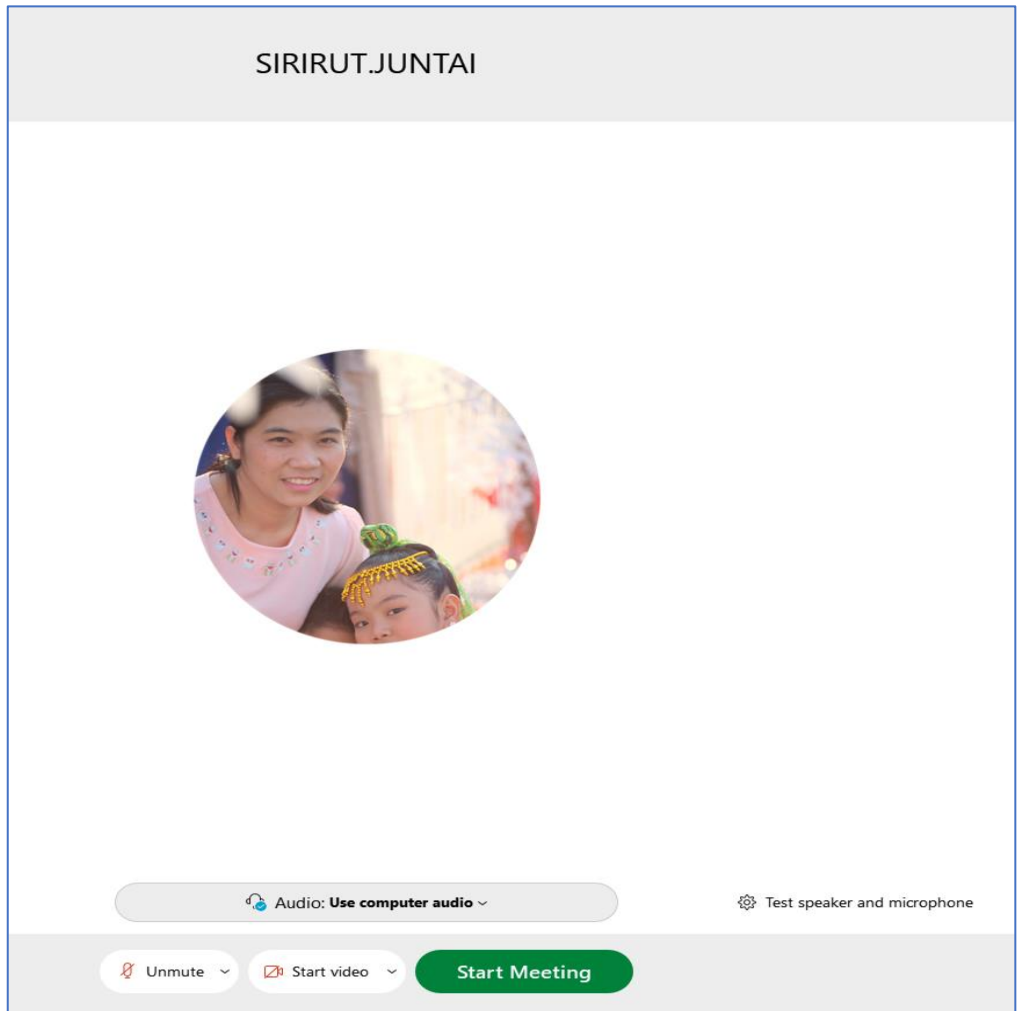 SIRIRUT.JUNTAI
Audio: Use computer audio
Test speaker and microphone
Unmute
Start video
Start Meeting